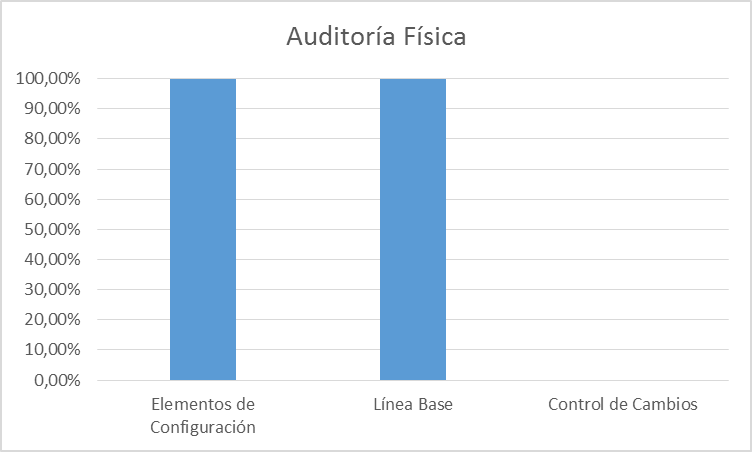 Auditoría Física
100,00%
90,00%
80,00%
70,00%
60,00%
50,00%
40,00%
30,00%
20,00%
10,00%
0,00%
Elementos de
Configuración
Línea Base
Control de Cambios